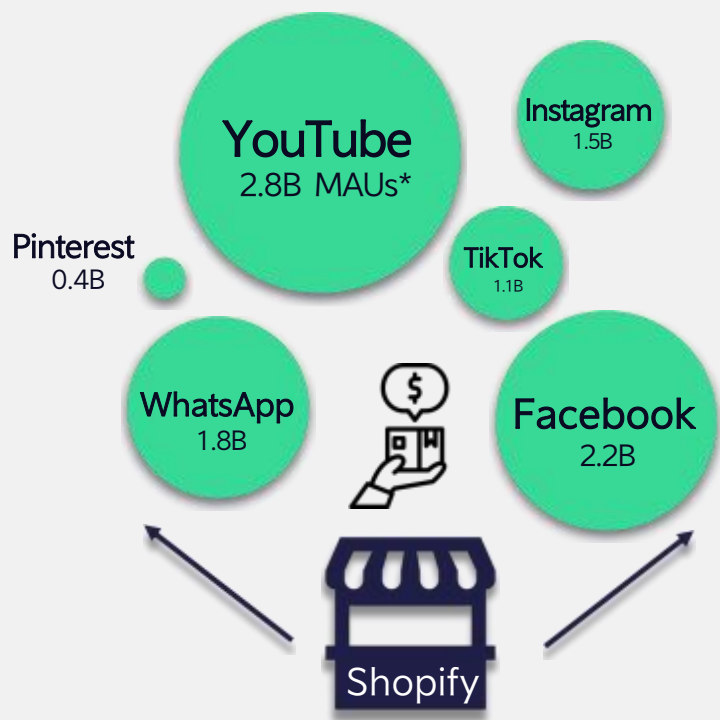 YouTube
2.8B MAUs*
Instagram
1.5B
Pinterest
0.4B
TikTok
1.1B
WhatsApp
1.8B
$
Facebook
2.2B
Shopify